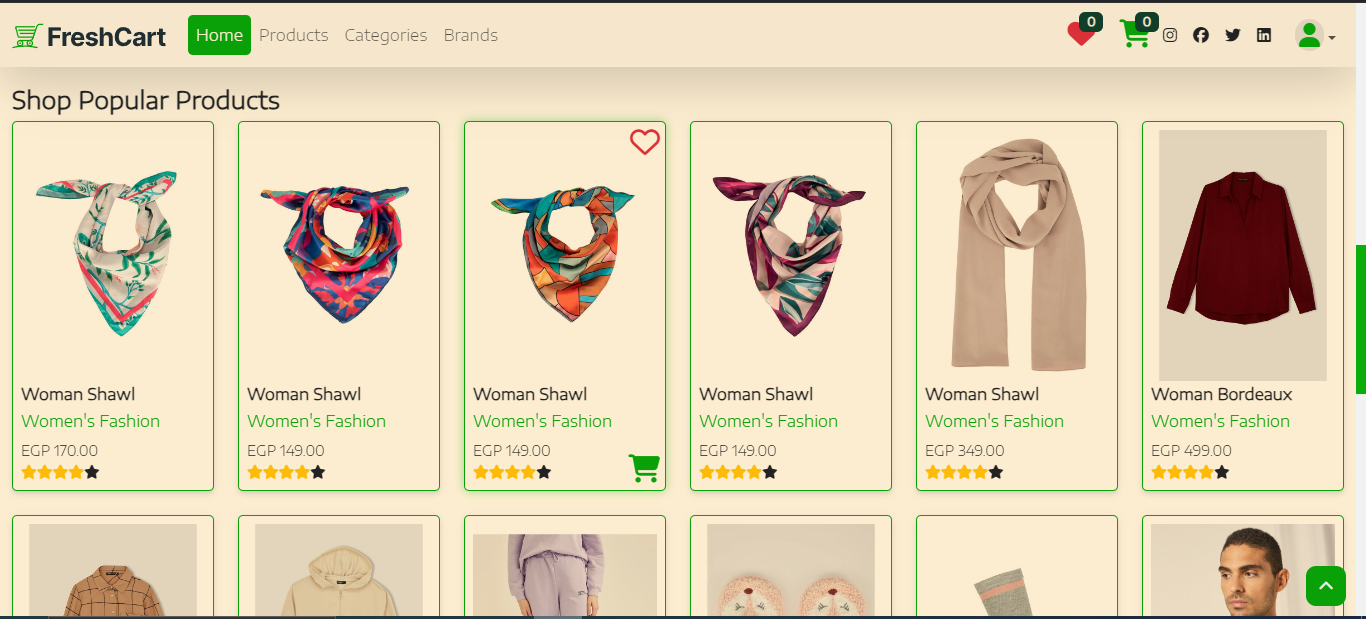 FreshCart Home Products Categories Brands 0 0
Shop Popular Products
Woman Shawl Woman Shawl Woman Shawl Woman Shawl Woman Shawl Woman Bordeaux
Women's Fashion Women's Fashion Women's Fashion Women's Fashion Women's Fashion Women's Fashion
EGP 170.00 EGP 149.00 EGP 149.00 EGP 149.00 EGP 349.00 EGP 499.00